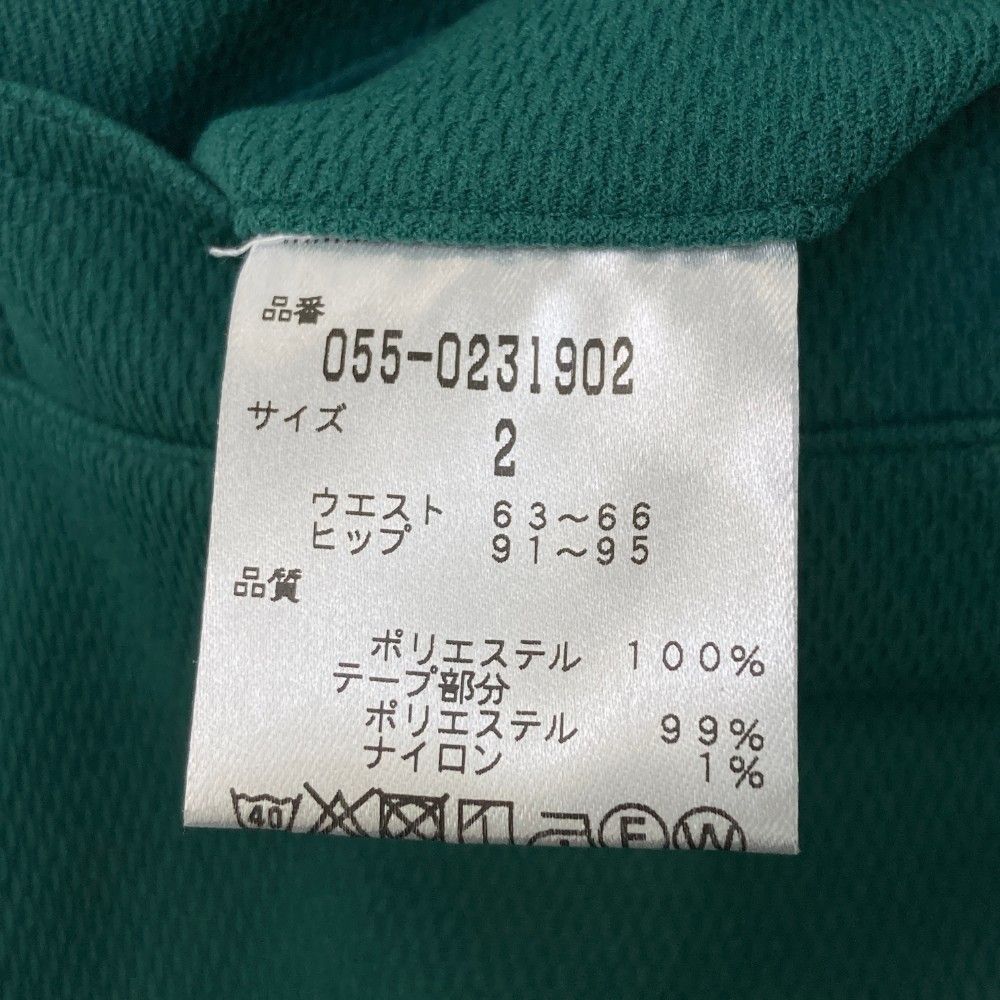 品番
055-0231902
サイズ
2
ウエスト 63～66
ヒップ 91～95
品質
ポリエステル 100%
テープ部分
ポリエステル 99%
ナイロン 1%
40 F W